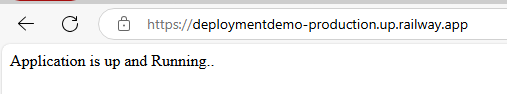 https://deploymentdemo-production.up.railway.app
Application is up and Running..